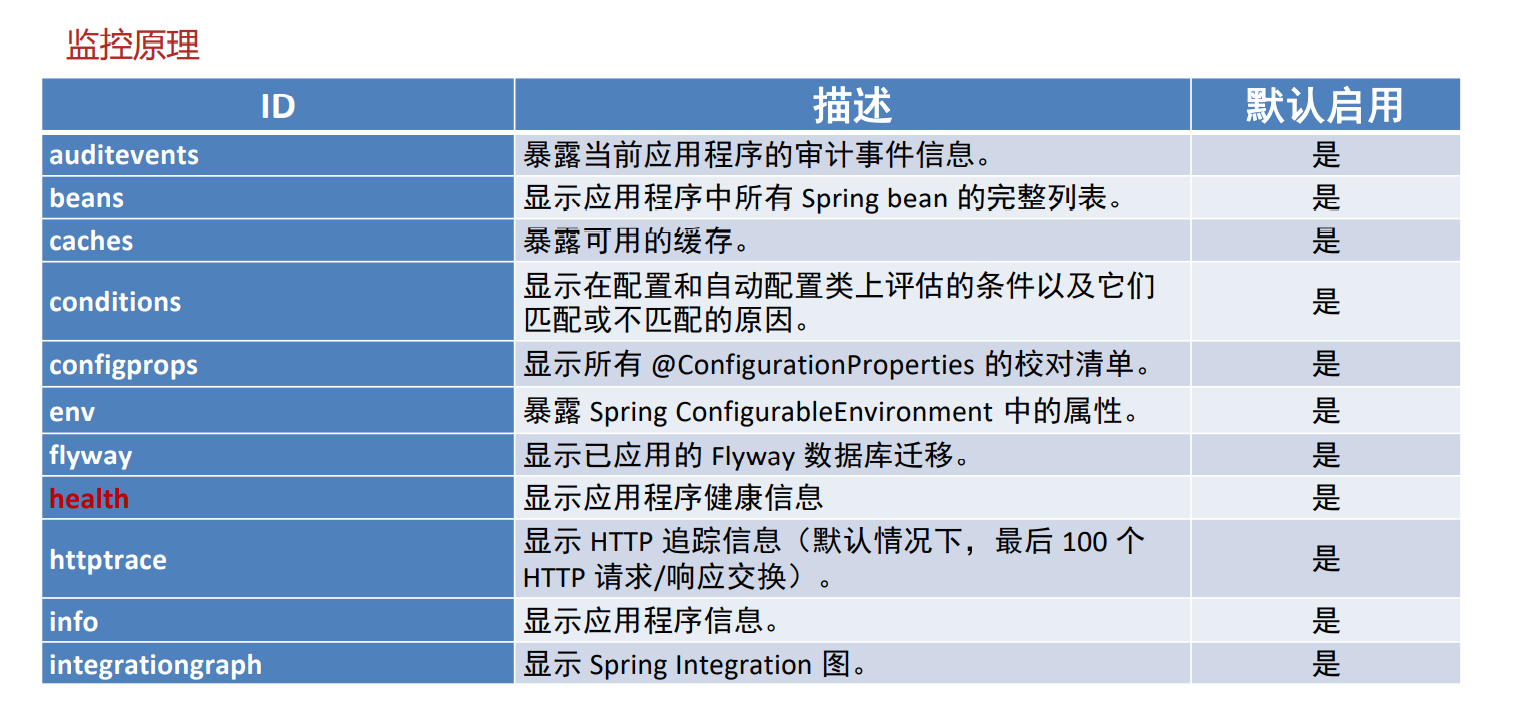 监控原理
ID 描述 默认启用
auditevents 暴露当前应用程序的审计事件信息。 是
beans 显示应用程序中所有 Spring bean 的完整列表。 是
caches 暴露可用的缓存。 是
conditions 显示在配置和自动配置类上评估的条件以及它们 是
匹配或不匹配的原因。
configprops 显示所有 @ConfigurationProperties 的校对清单。 是
env 暴露 Spring ConfigurableEnvironment 中的属性。 是
flyway 显示已应用的 Flyway 数据库迁移。 是
health 显示应用程序健康信息 是
httptrace 显示 HTTP 追踪信息（默认情况下，最后 100 个 是
HTTP 请求/响应交换）。
info 显示应用程序信息。 是
integrationgraph 显示 Spring Integration 图。 是